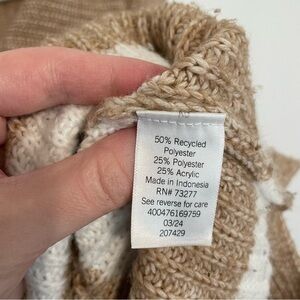 50% Recycled
Polyester
25% Polyester
25% Acrylic
Made in Indonesia
RN# 73277
See reverse for care
400476169759
03/24
207429